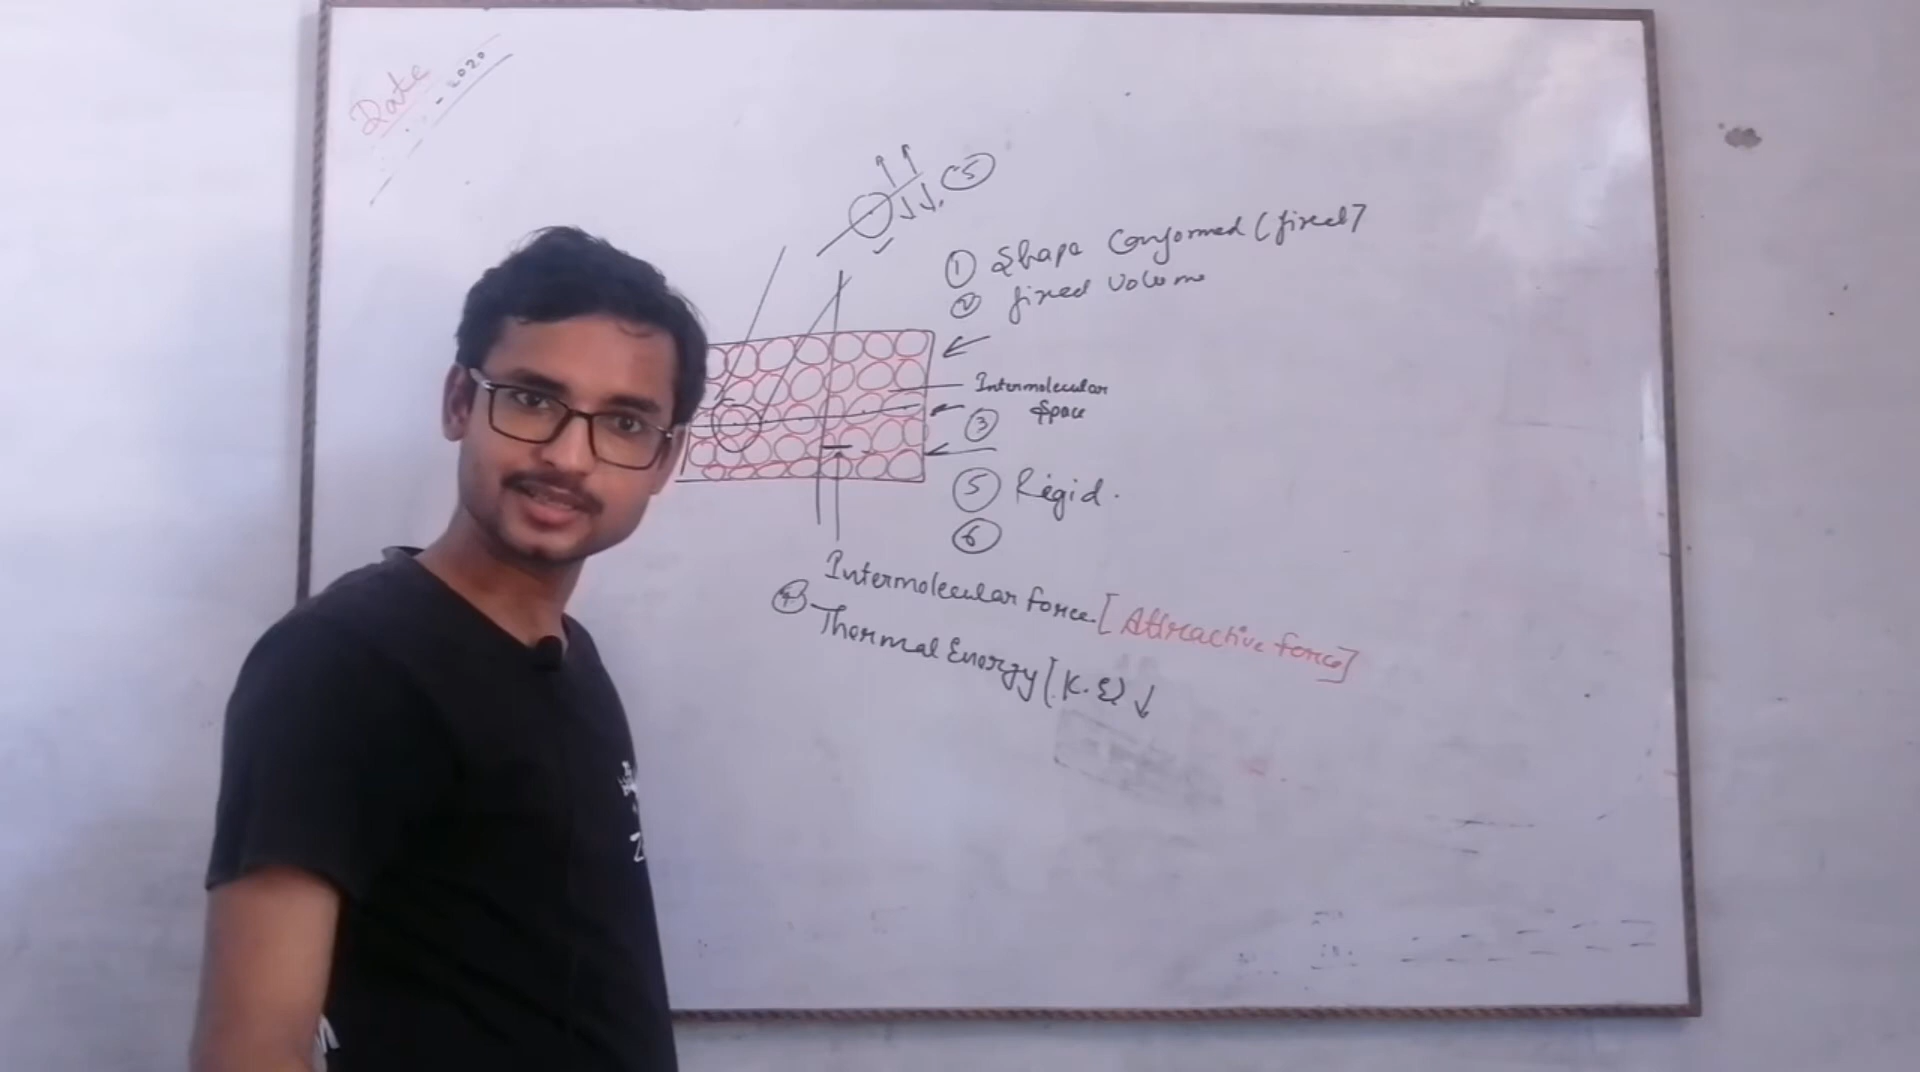 Date
- 2020
5
① Shape Conformed (fixed)
② fixed Volume
Intermolecular
Space
③
⑤ Rigid.
⑥
Intermolecular force [Attractive force]
④ Thermal Energy [K.E) ↓